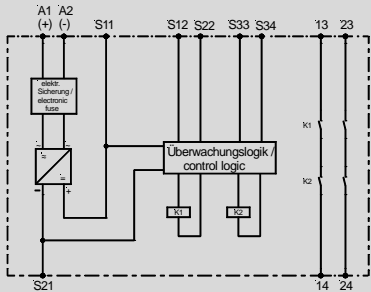 A1 A2 S11 S12 S22 S33 S34 13 23
(+) (-)
elektr.
Sicherung /
electronic
fuse
K1
~ ~
≈
=
- +
Überwachungslogik /
control logic
K2
K1 K2
S21 14 24